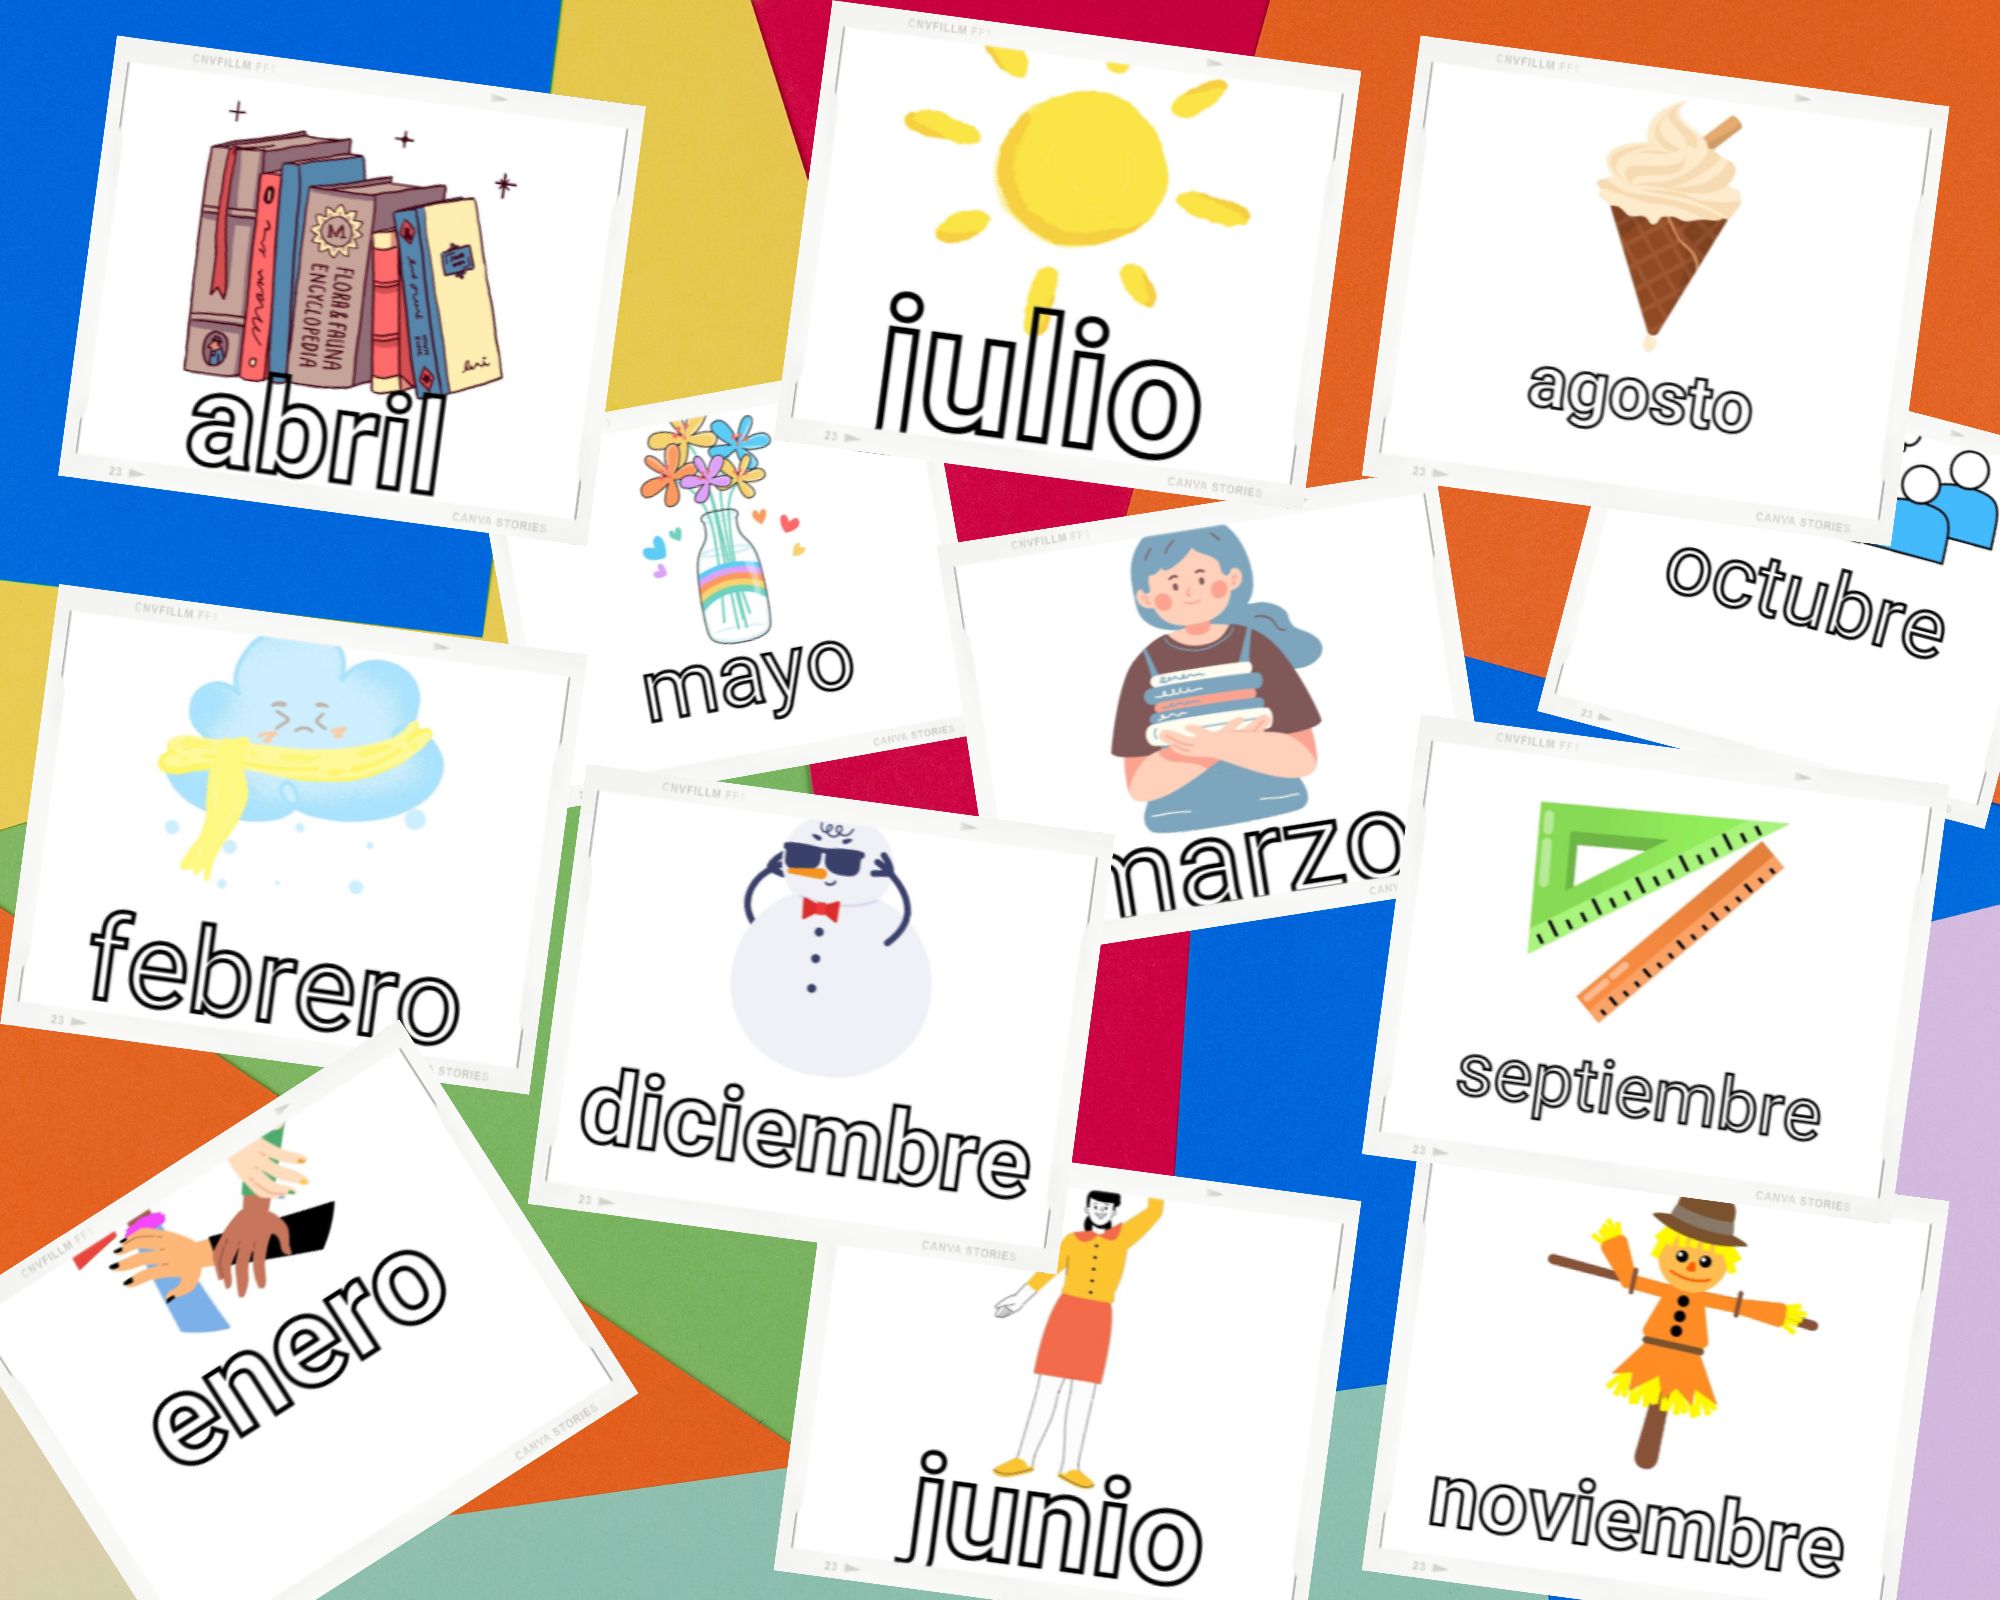 CNVFILLM FF1
M
FLORA & FAUNA
ENCYCLOPEDIA
abril
23
CANVA STORIES
CNVFILLM FF1
julio
23
CANVA STORIES
CNVFILLM FF1
agosto
23
CANVA STORIES
mayo
CANVA STORIES
CNVFILLM FF1
marzo
octubre
23
CNVFILLM FF1
febrero
23
STORIES
CNVFILLM FF1
diciembre
23
CANVA STORIES
CNVFILLM FF1
septiembre
23
CANVA STORIES
CNVFILLM FF1
enero
CANVA STORIES
junio
23
noviembre
23